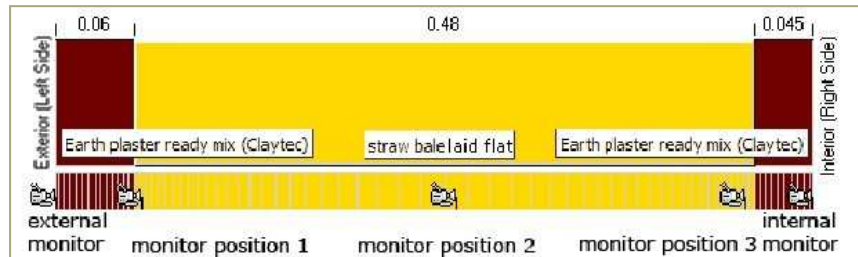 0.06 0.48 0.045
Exterior (Left Side)
Interior (Right Side)
Earth plaster ready mix (Claytec) straw balelaid flat Earth plaster ready mix (Claytec)
external internal
monitor monitor position 1 monitor position 2 monitor position 3 monitor